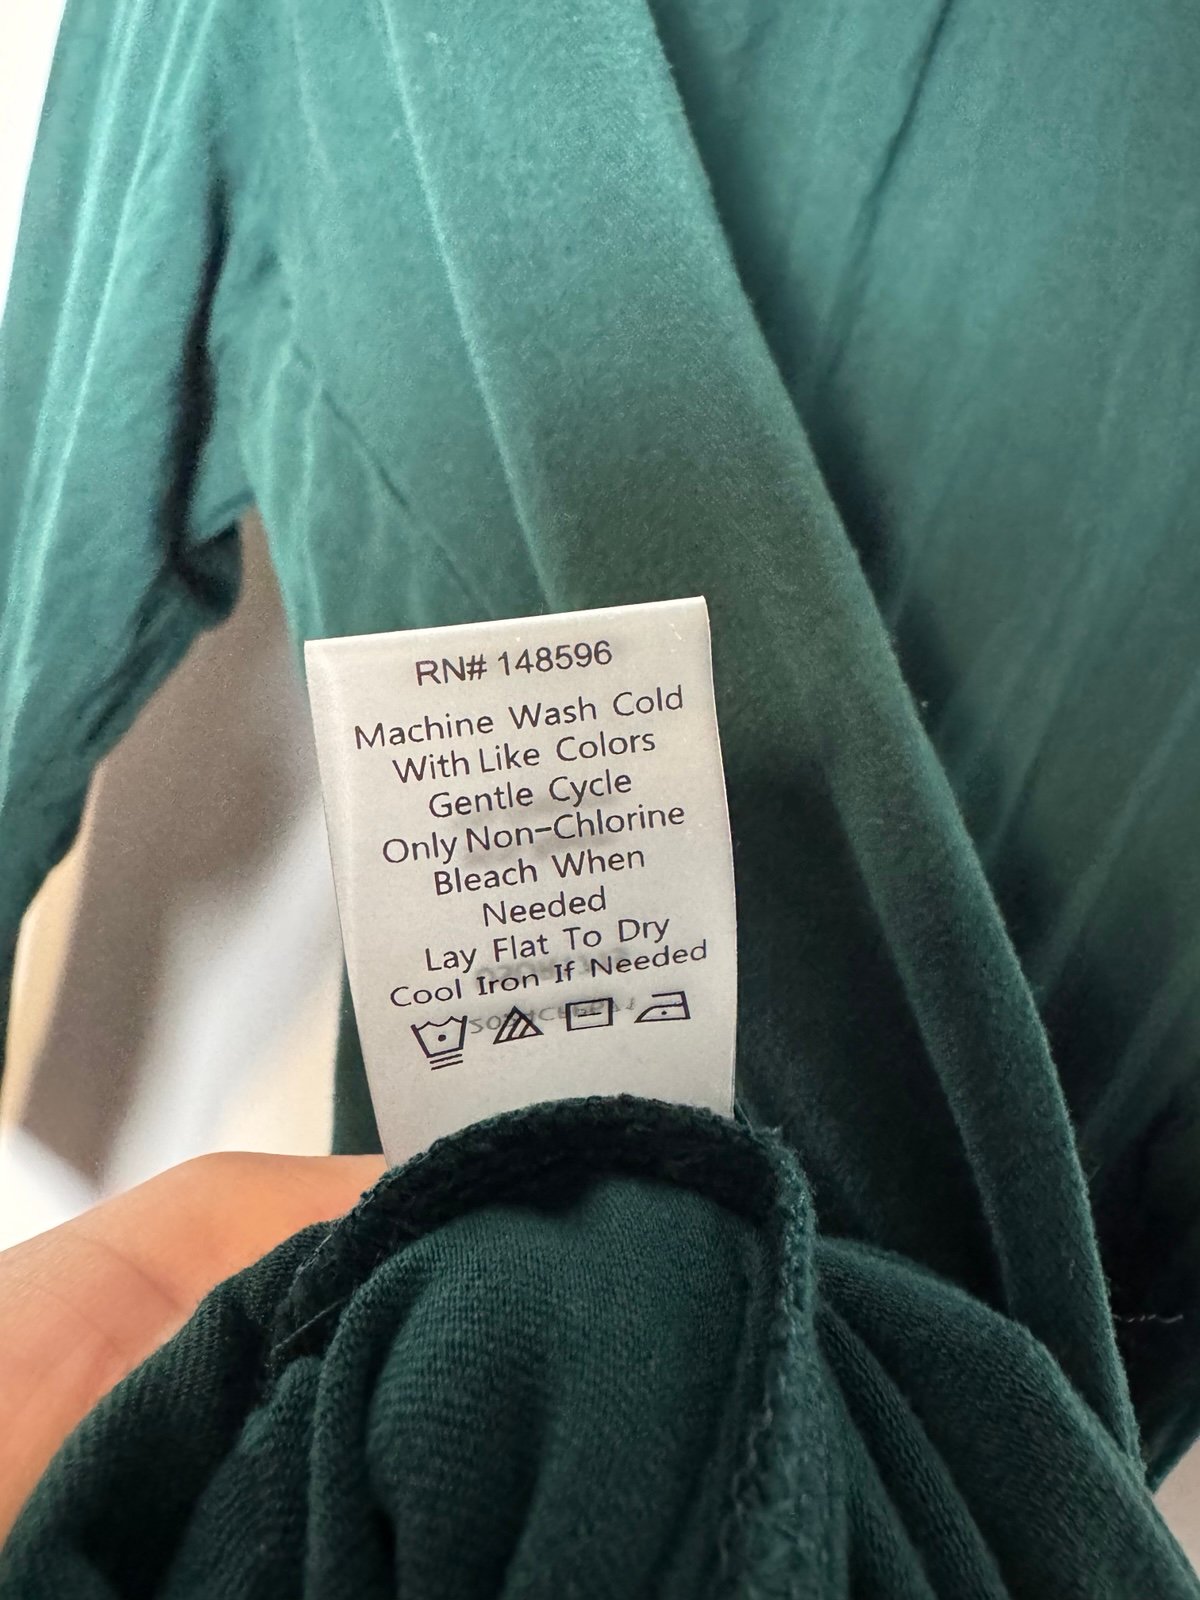 RN# 148596
Machine Wash Cold
With Like Colors
Gentle Cycle
Only Non-Chlorine
Bleach When
Needed
Lay Flat To Dry
Cool Iron If Needed